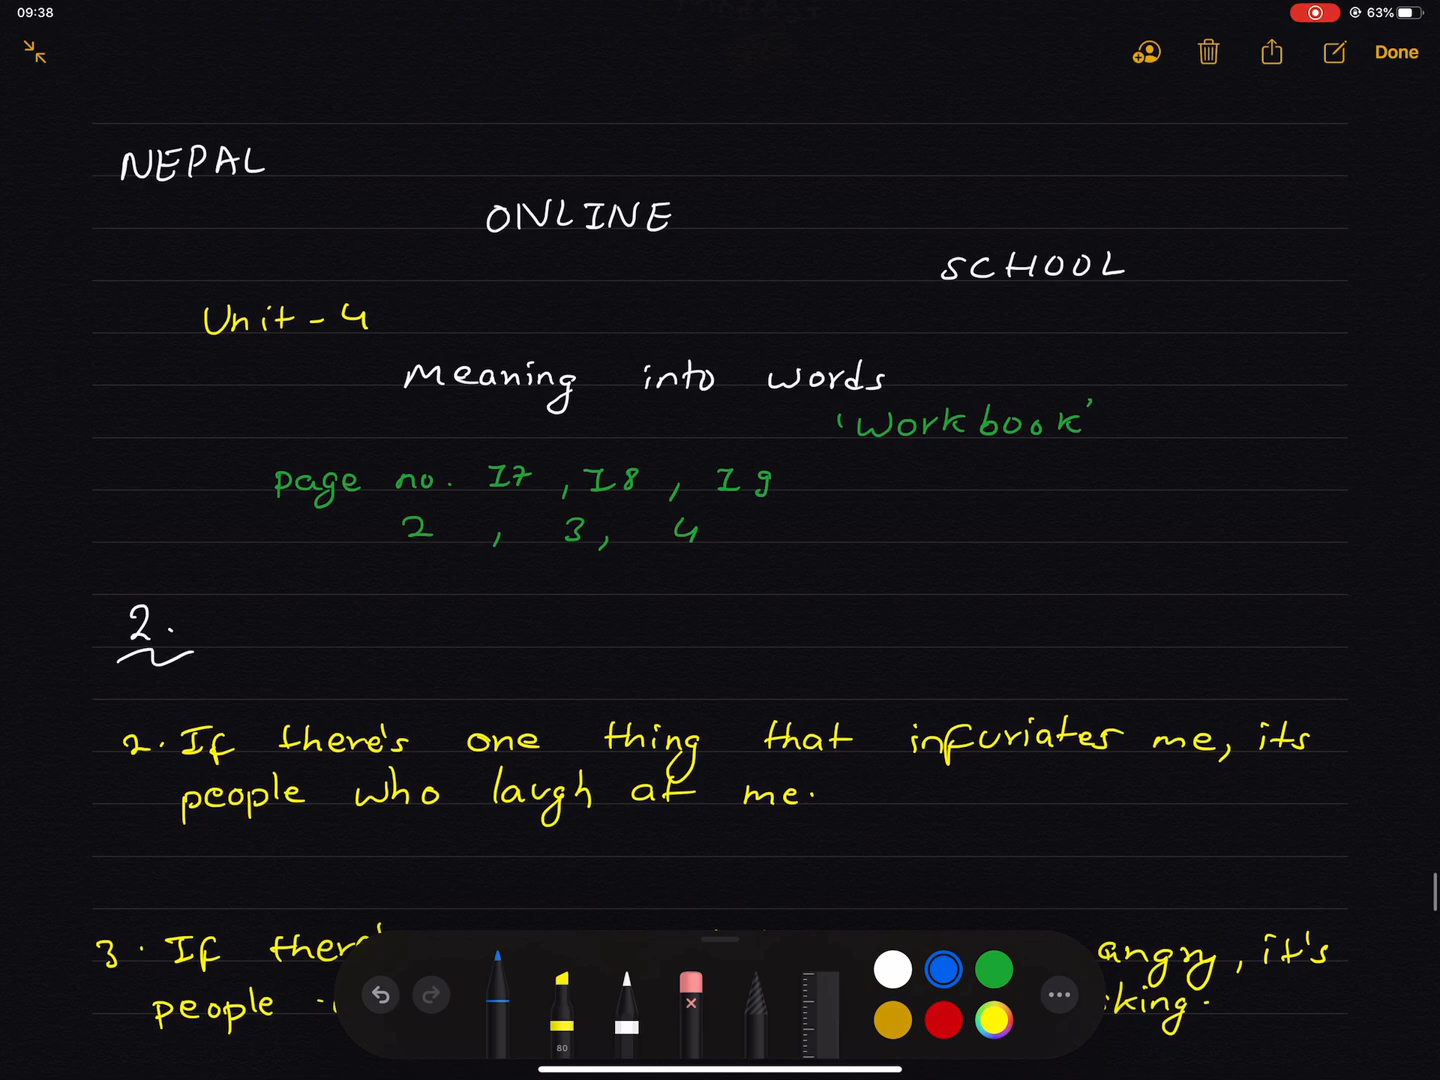 09:38
63%
Done
NEPAL
ONLINE
SCHOOL
Unit - 4
Meaning into words
'Workbook'
page no. 17, 18, 19
2, 3, 4
2.
2. If there's one thing that infuriates me, its
people who laugh at me.
3. If there's angry, it's
people
80